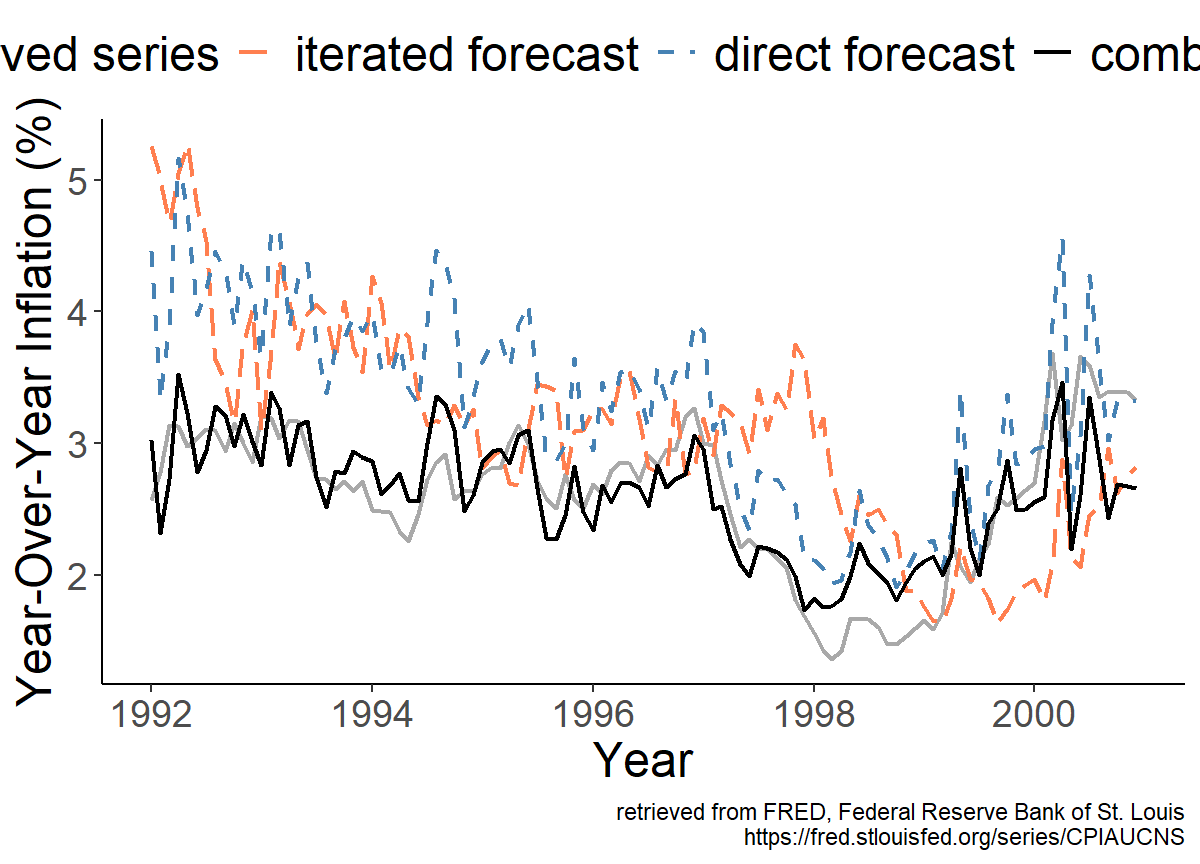 ved series iterated forecast direct forecast comb
Year-Over-Year Inflation (%)
5
4
3
2
1992 1994 1996 1998 2000
Year
retrieved from FRED, Federal Reserve Bank of St. Louis
https://fred.stlouisfed.org/series/CPIAUCNS